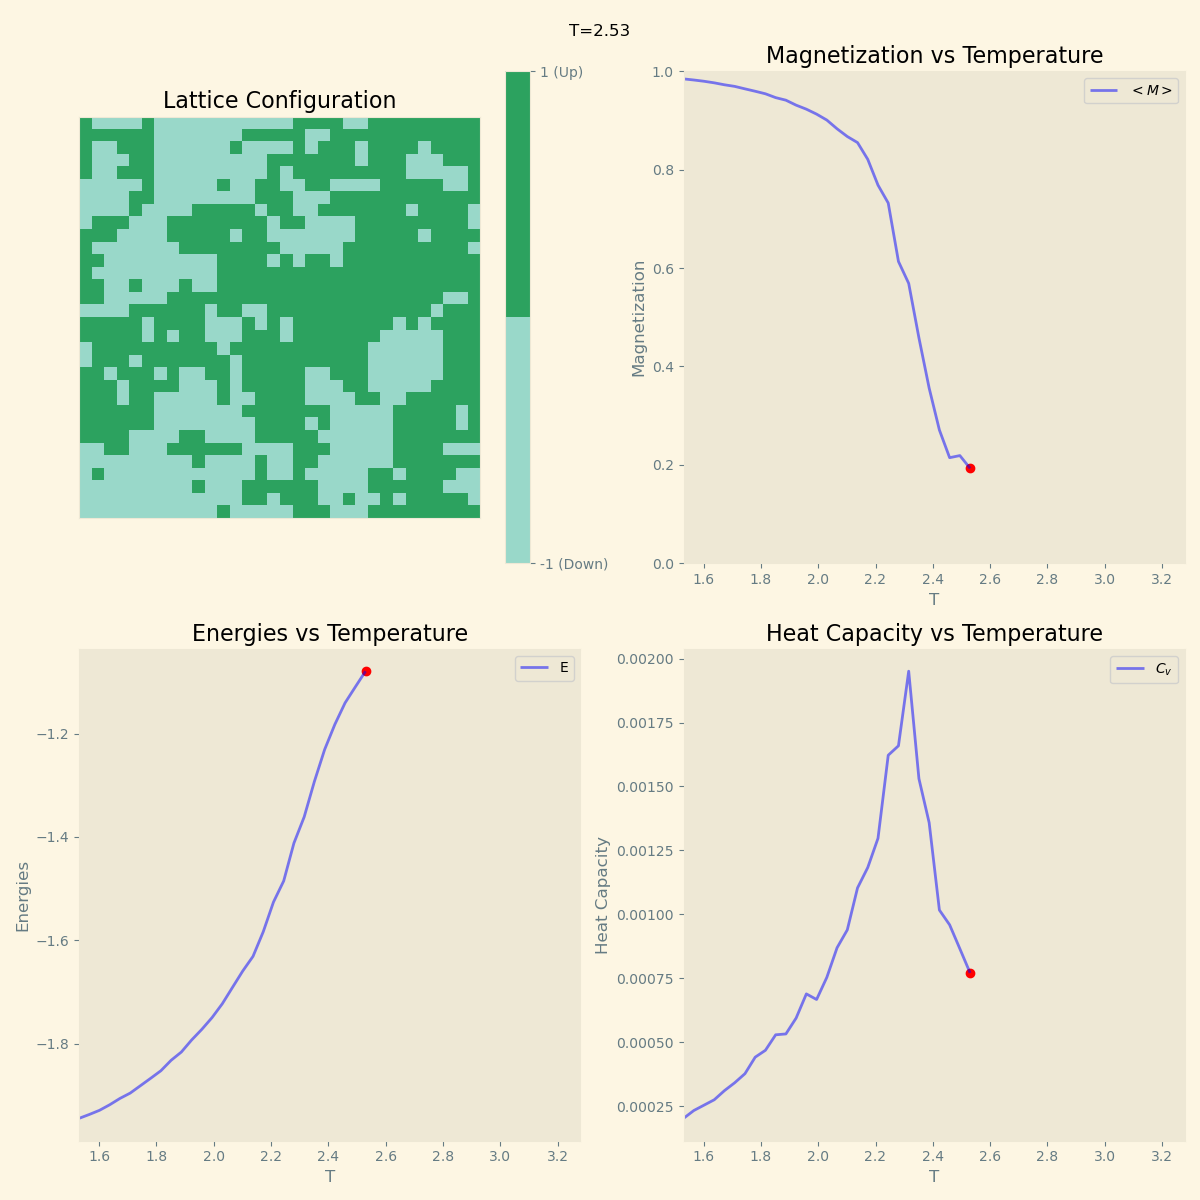 T=2.53
Lattice Configuration
1 (Up)
-1 (Down)
Magnetization vs Temperature
<M>
Magnetization
1.0
0.8
0.6
0.4
0.2
0.0
1.6 1.8 2.0 2.2 2.4 2.6 2.8 3.0 3.2
T
Energies vs Temperature
E
Energies
−1.2
−1.4
−1.6
−1.8
1.6 1.8 2.0 2.2 2.4 2.6 2.8 3.0 3.2
T
Heat Capacity vs Temperature
Cv
Heat Capacity
0.00200
0.00175
0.00150
0.00125
0.00100
0.00075
0.00050
0.00025
1.6 1.8 2.0 2.2 2.4 2.6 2.8 3.0 3.2
T